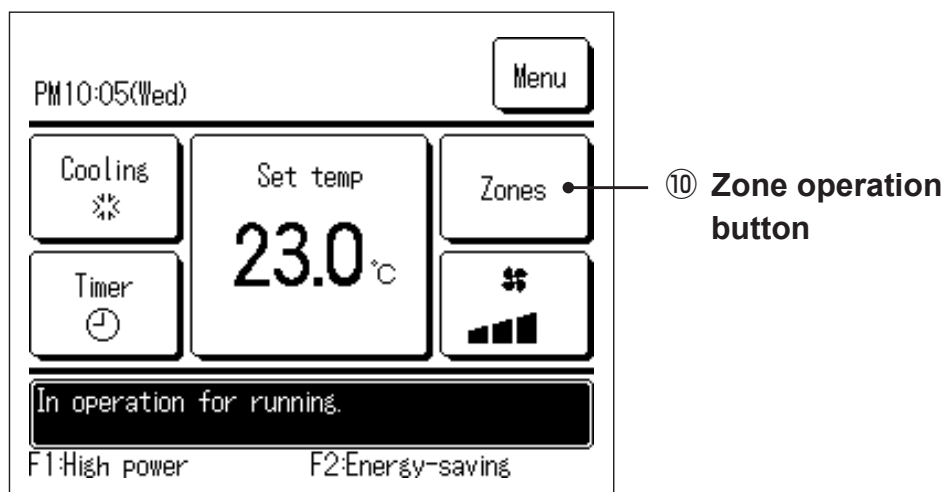 PM10:05(Wed)
Menu
Cooling
Set temp
Zones
⑩ Zone operation
button
23.0℃
Timer
In operation for running.
F1:High power F2:Energy-saving